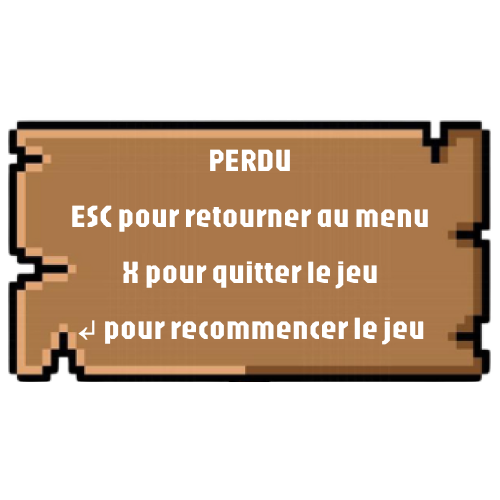 PERDU
ESC pour retourner au menu
X pour quitter le jeu
↲ pour recommencer le jeu